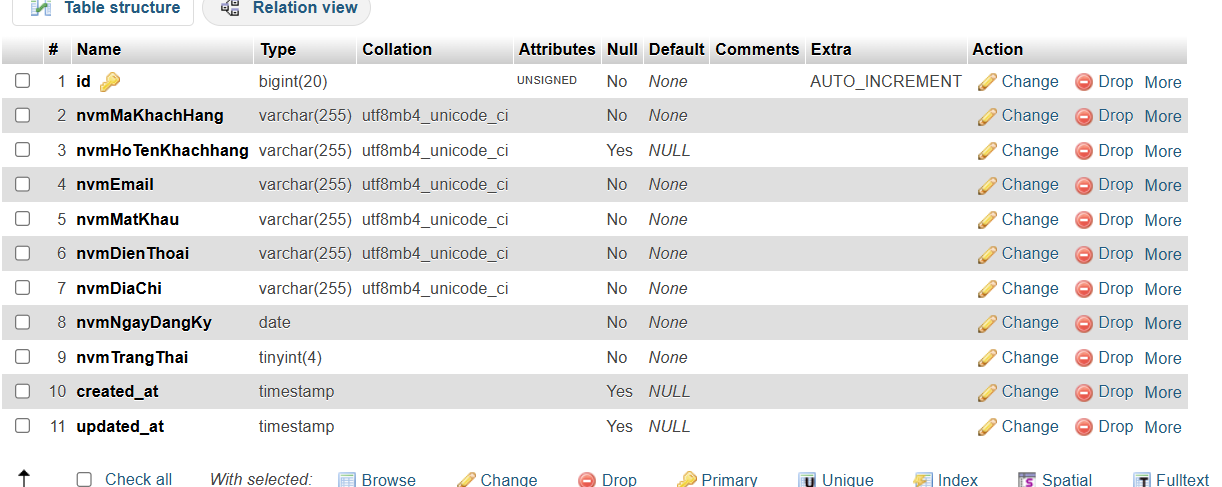 Table structure Relation view
# Name Type Collation Attributes Null Default Comments Extra Action
1 id bigint(20) UNSIGNED No None AUTO_INCREMENT Change Drop More
2 nvmMaKhachHang varchar(255) utf8mb4_unicode_ci No None Change Drop More
3 nvmHoTenKhachhang varchar(255) utf8mb4_unicode_ci Yes NULL Change Drop More
4 nvmEmail varchar(255) utf8mb4_unicode_ci No None Change Drop More
5 nvmMatKhau varchar(255) utf8mb4_unicode_ci No None Change Drop More
6 nvmDienThoai varchar(255) utf8mb4_unicode_ci No None Change Drop More
7 nvmDiaChi varchar(255) utf8mb4_unicode_ci No None Change Drop More
8 nvmNgayDangKy date No None Change Drop More
9 nvmTrangThai tinyint(4) No None Change Drop More
10 created_at timestamp Yes NULL Change Drop More
11 updated_at timestamp Yes NULL Change Drop More
Check all With selected: Browse Change Drop Primary Unique Index Spatial Fulltext